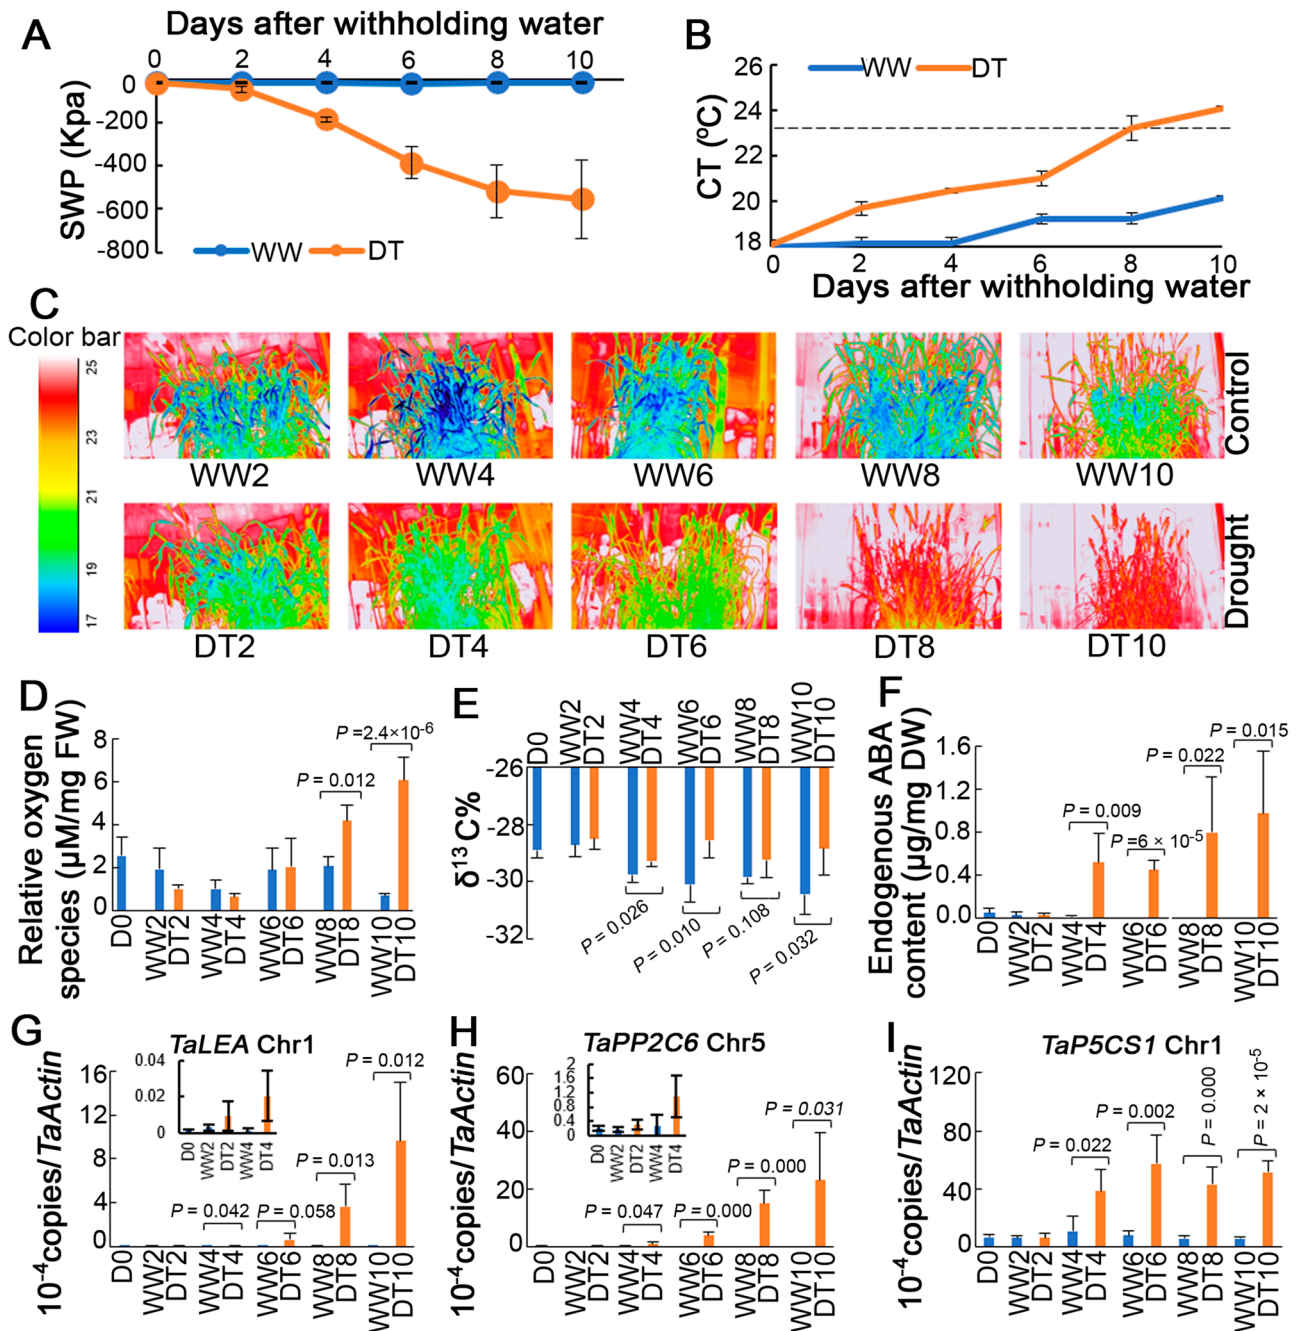 A
Days after withholding water
0 2 4 6 8 10
SWP (Kpa)
0
-200
-400
-600
-800
WW DT
B
WW DT
CT (ºC)
26
24
22
20
18
0 2 4 6 8 10
Days after withholding water
C
Color bar
25
23
21
19
17
Control
WW2 WW4 WW6 WW8 WW10
Drought
DT2 DT4 DT6 DT8 DT10
D
Relative oxygen
species (µM/mg FW)
8
6
4
2
0
P = 0.012
P =2.4×10-6
D0 WW2 DT2 WW4 DT4 WW6 DT6 WW8 DT8 WW10 DT10
E
D0 WW2 DT2 WW4 DT4 WW6 DT6 WW8 DT8 WW10 DT10
δ13C%
-26
-28
-30
-32
P = 0.026
P = 0.010
P = 0.108
P = 0.032
F
Endogenous ABA
content (µg/mg DW)
1.6
1.2
0.8
0.4
0.0
P = 0.009
P =6 × 10-5
P = 0.022
P = 0.015
D0 WW2 DT2 WW4 DT4 WW6 DT6 WW8 DT8 WW10 DT10
G
TaLEA Chr1
10-4copies/TaActin
16
12
8
4
0
0.04
0.02
0
D0 WW2 DT2 WW4 DT4
P = 0.042
P = 0.058
P = 0.013
P = 0.012
D0 WW2 DT2 WW4 DT4 WW6 DT6 WW8 DT8 WW10 DT10
H
TaPP2C6 Chr5
10-4copies/TaActin
60
40
20
0
2
1.6
1.2
0.8
0.4
0
D0 WW2 DT2 WW4 DT4
P = 0.047
P = 0.000
P = 0.000
P = 0.031
D0 WW2 DT2 WW4 DT4 WW6 DT6 WW8 DT8 WW10 DT10
I
TaP5CS1 Chr1
10-4copies/TaActin
120
80
40
0
P = 0.022
P = 0.002
P = 0.000
P = 2 × 10-5
D0 WW2 DT2 WW4 DT4 WW6 DT6 WW8 DT8 WW10 DT10